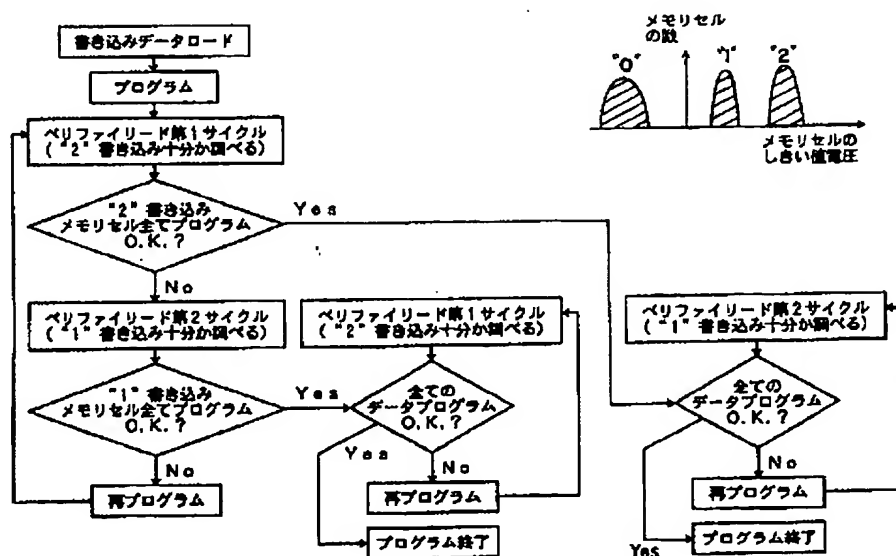 書き込みデータロード
プログラム
ベリファイリード第1サイクル
("2"書き込み十分か調べる)
"2"書き込み
メモリセル全てプログラム
O.K.?
Yes
No
ベリファイリード第2サイクル
("1"書き込み十分か調べる)
"1"書き込み
メモリセル全てプログラム
O.K.?
Yes
No
再プログラム
ベリファイリード第1サイクル
("2"書き込み十分か調べる)
全ての
データプログラム
O.K.?
Yes
No
再プログラム
プログラム終了
ベリファイリード第2サイクル
("1"書き込み十分か調べる)
全ての
データプログラム
O.K.?
No
再プログラム
Yes
プログラム終了
メモリセル
の数
"0"
"1"
"2"
メモリセルの
しきい値電圧